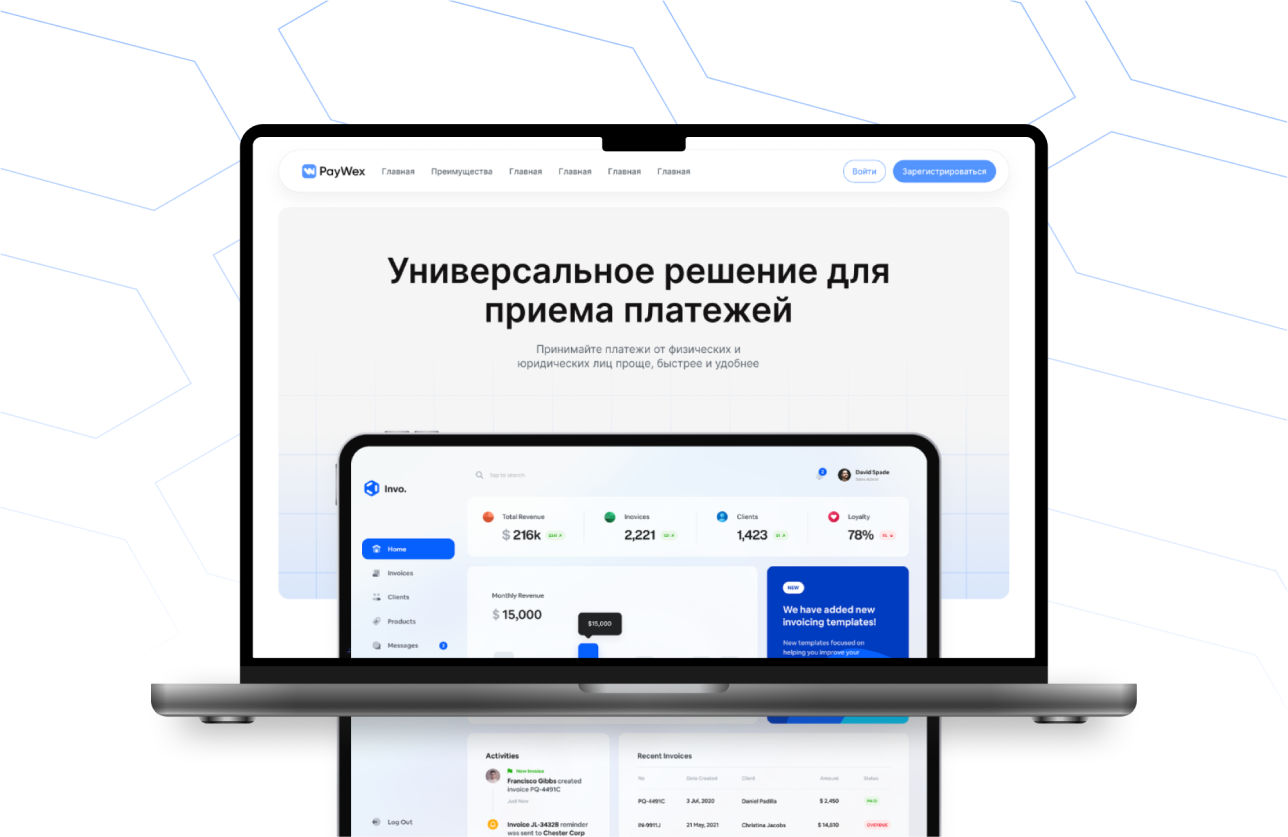 PayWex
Главная
Преимущества
Главная
Главная
Главная
Главная
Войти
Зарегистрироваться
Универсальное решение для
приема платежей
Принимайте платежи от физических и
юридических лиц проще, быстрее и удобнее
Invo.
Tap to search
2
David Spade
Sales Admin
Total Revenue
$ 216k
Inovices
2,221
Clients
1,423
Loyalty
78%
Home
Invoices
Clients
Products
Messages
2
Monthly Revenue
$ 15,000
$15,000
NEW
We have added new
invoicing templates!
New templates focused on
helping you improve your
Log Out
Activities
New Invoice
Francisco Gibbs created
invoice PQ-4491C
Just Now
Invoice JL-3432B reminder
was sent to Chester Corp
Recent Invoices
No Date Created Client Amount Status
PQ-4491C 3 Jul, 2020 Daniel Padilla $ 2,450 PAID
IN-9911J 21 May, 2021 Christina Jacobs $ 14,810 OVERDUE